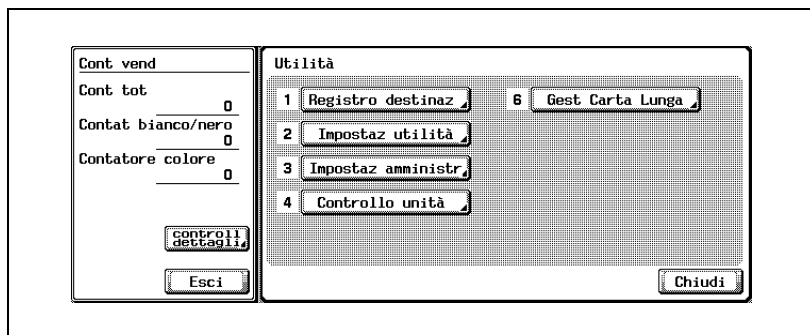 Cont vend
Cont tot
0
Contat bianco/nero
0
Contatore colore
0
controll
dettagli
Esci
Utilità
1 Registro destinaz
6 Gest Carta Lunga
2 Impostaz utilità
3 Impostaz amministr
4 Controllo unità
Chiudi